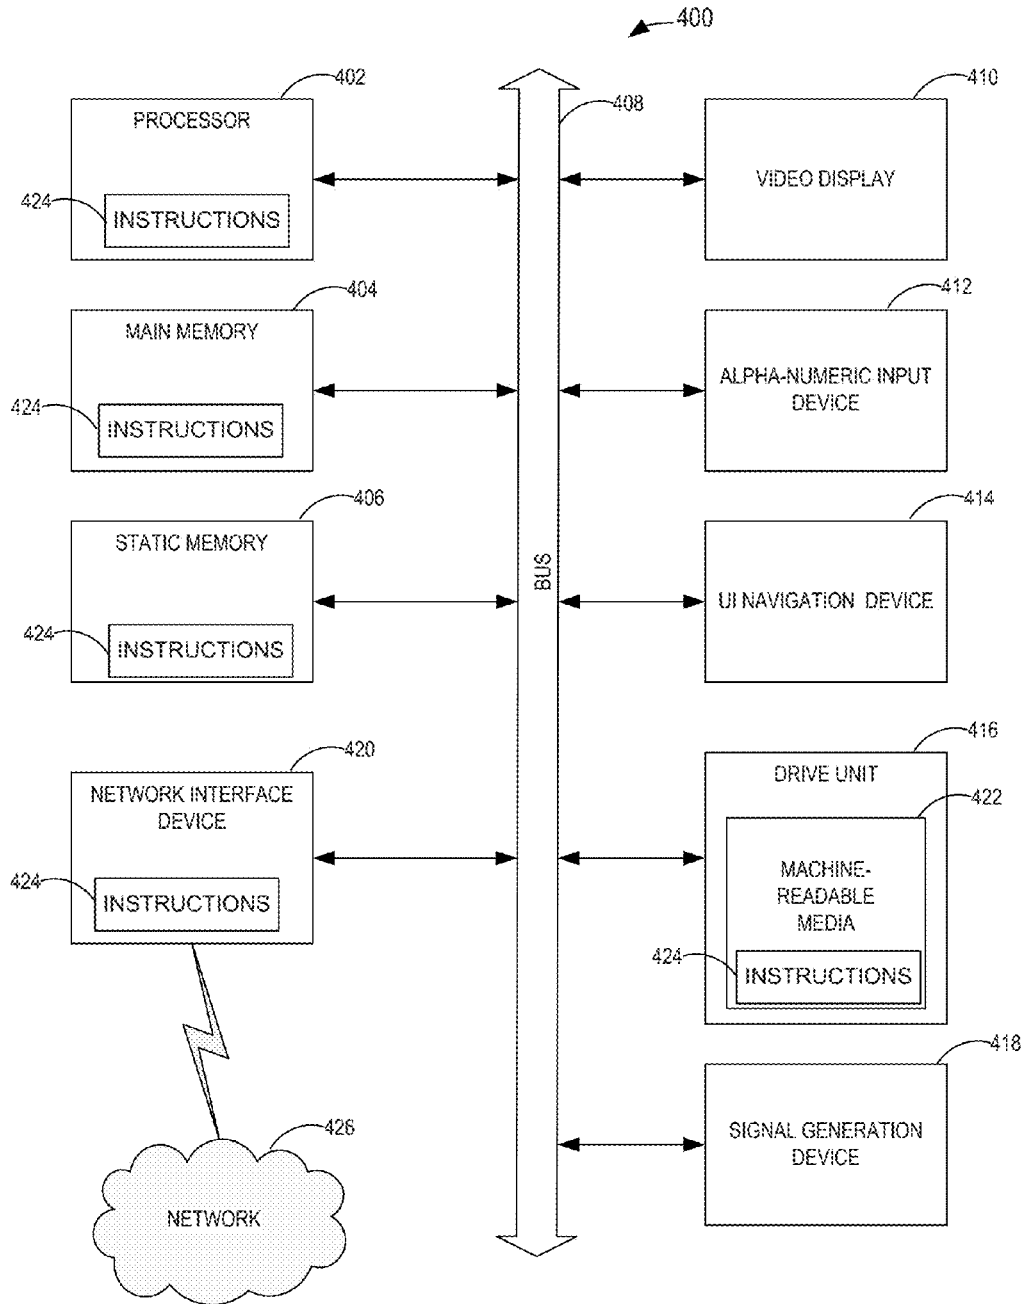 400
402
PROCESSOR
424
INSTRUCTIONS
404
MAIN MEMORY
424
INSTRUCTIONS
406
STATIC MEMORY
424
INSTRUCTIONS
420
NETWORK INTERFACE
DEVICE
424
INSTRUCTIONS
426
NETWORK
408
BUS
410
VIDEO DISPLAY
412
ALPHA-NUMERIC INPUT
DEVICE
414
UI NAVIGATION DEVICE
416
DRIVE UNIT
422
MACHINE-
READABLE
MEDIA
424
INSTRUCTIONS
418
SIGNAL GENERATION
DEVICE